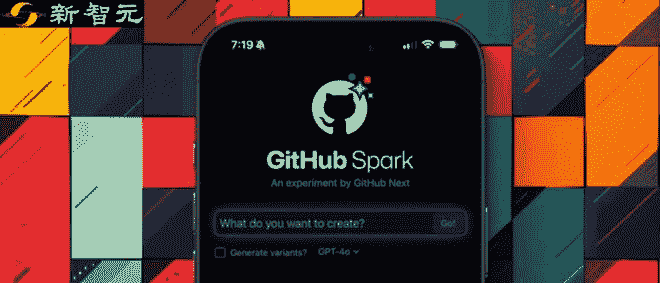 新智元
7:19
GitHub Spark
An experiment by GitHub Next
What do you want to create?
Go!
Generate variants?
GPT-4o